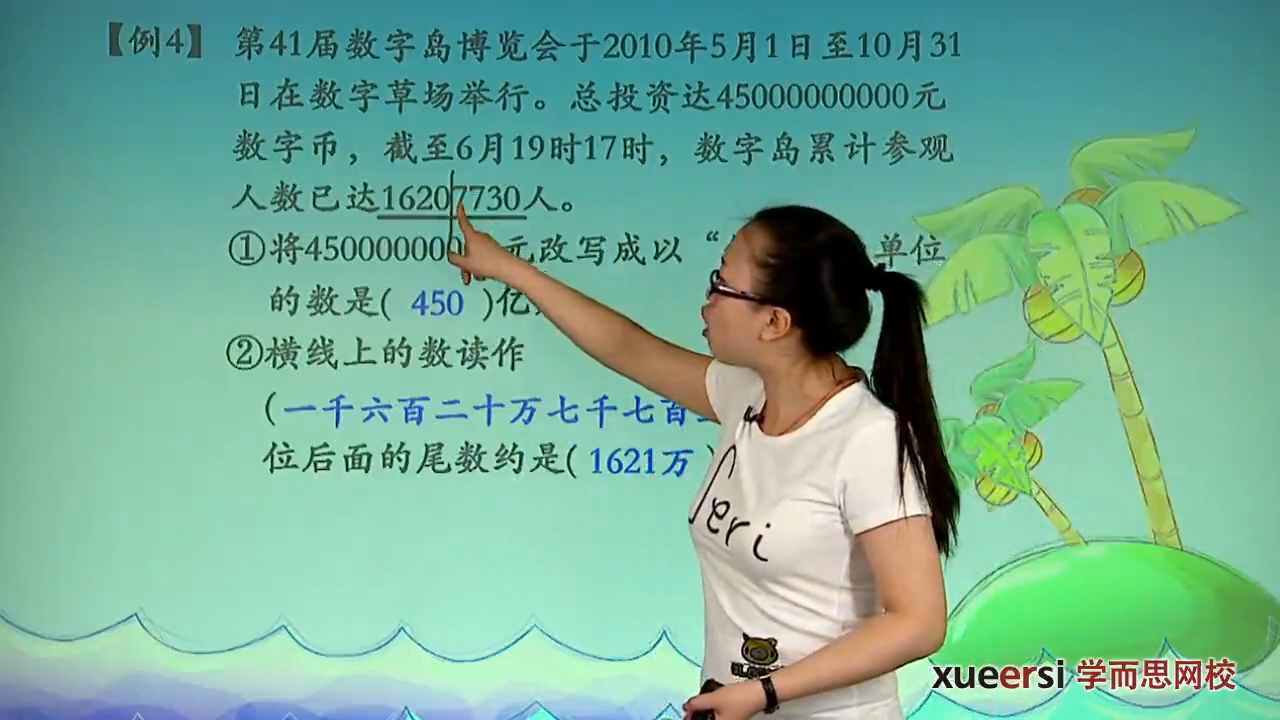 【例4】 第41届数字岛博览会于2010年5月1日至10月31
日在数字草场举行。总投资达45000000000元
数字币，截至6月19时17时，数字岛累计参观
人数已达16207730人。
①将450000000 元改写成以“ 单位
的数是( 450 )亿
②横线上的数读作
(一千六百二十万七千七百
位后面的尾数约是( 1621万 )
Jeri
xueersi 学而思网校